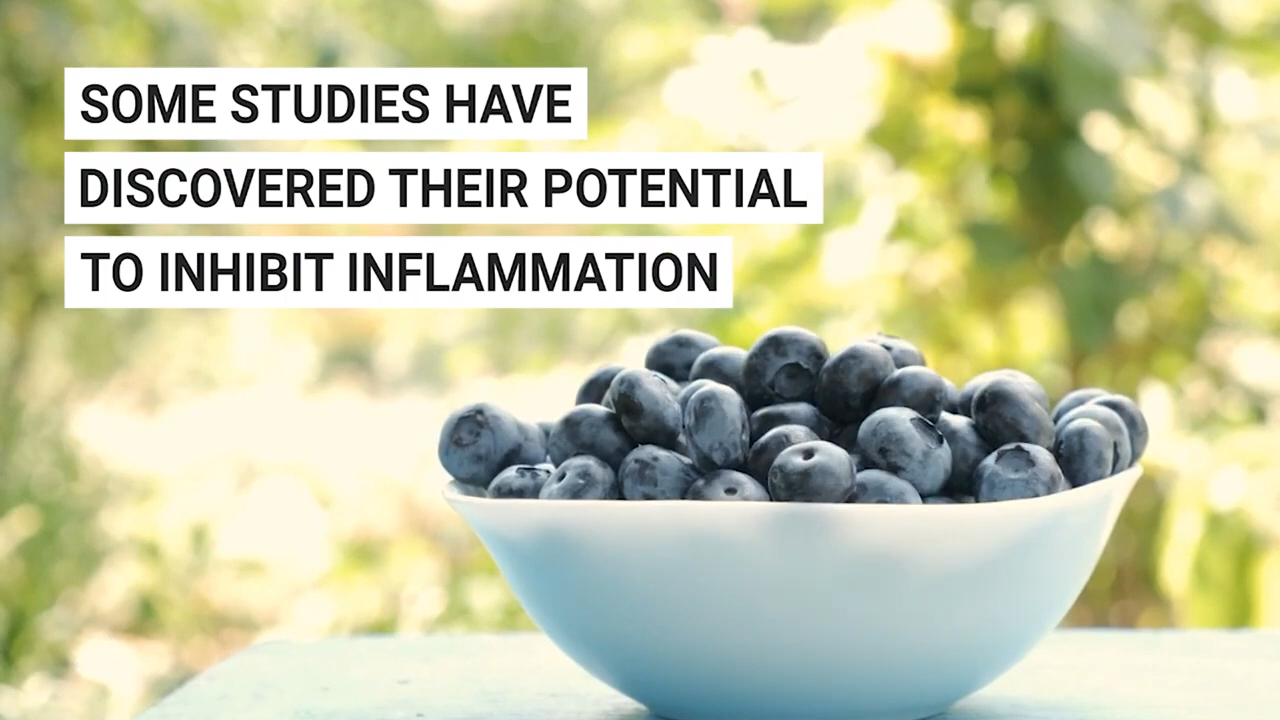 SOME STUDIES HAVE
DISCOVERED THEIR POTENTIAL
TO INHIBIT INFLAMMATION